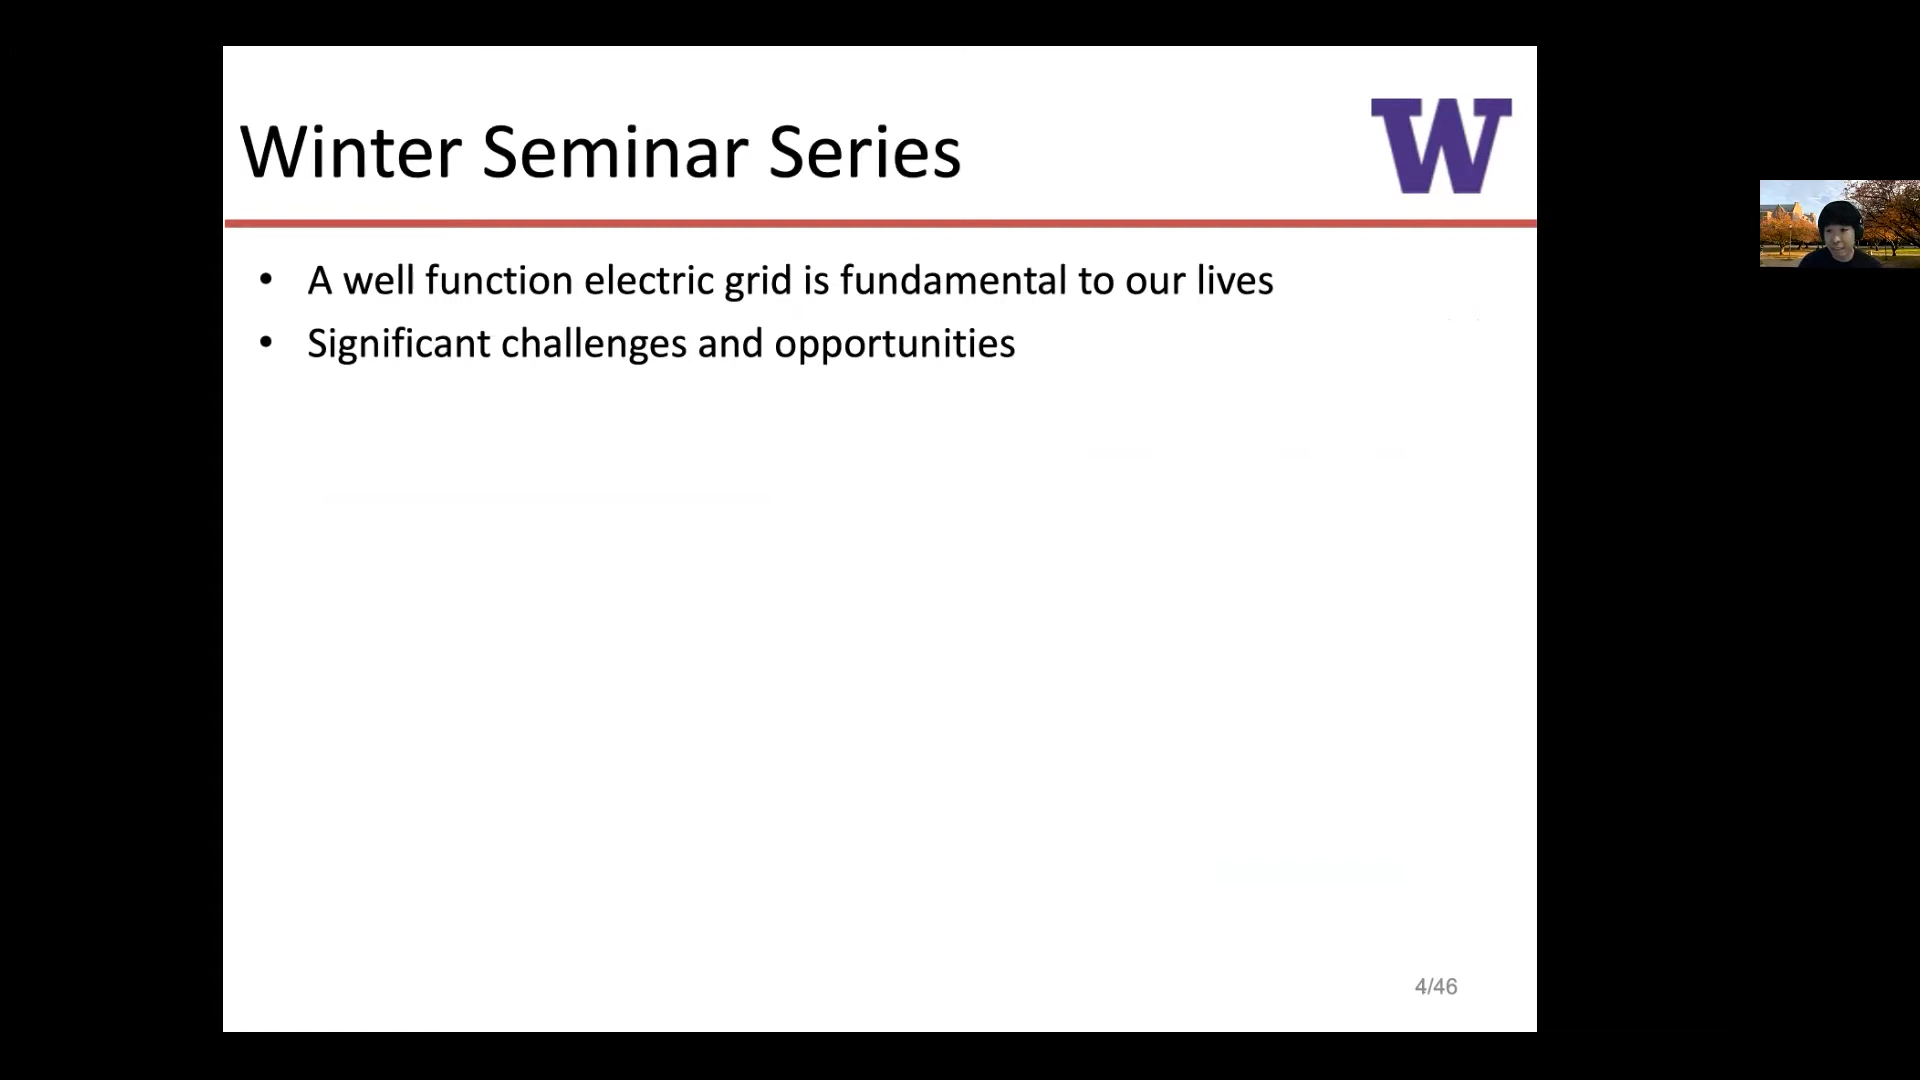 Winter Seminar Series
W
• A well function electric grid is fundamental to our lives
• Significant challenges and opportunities
4/46